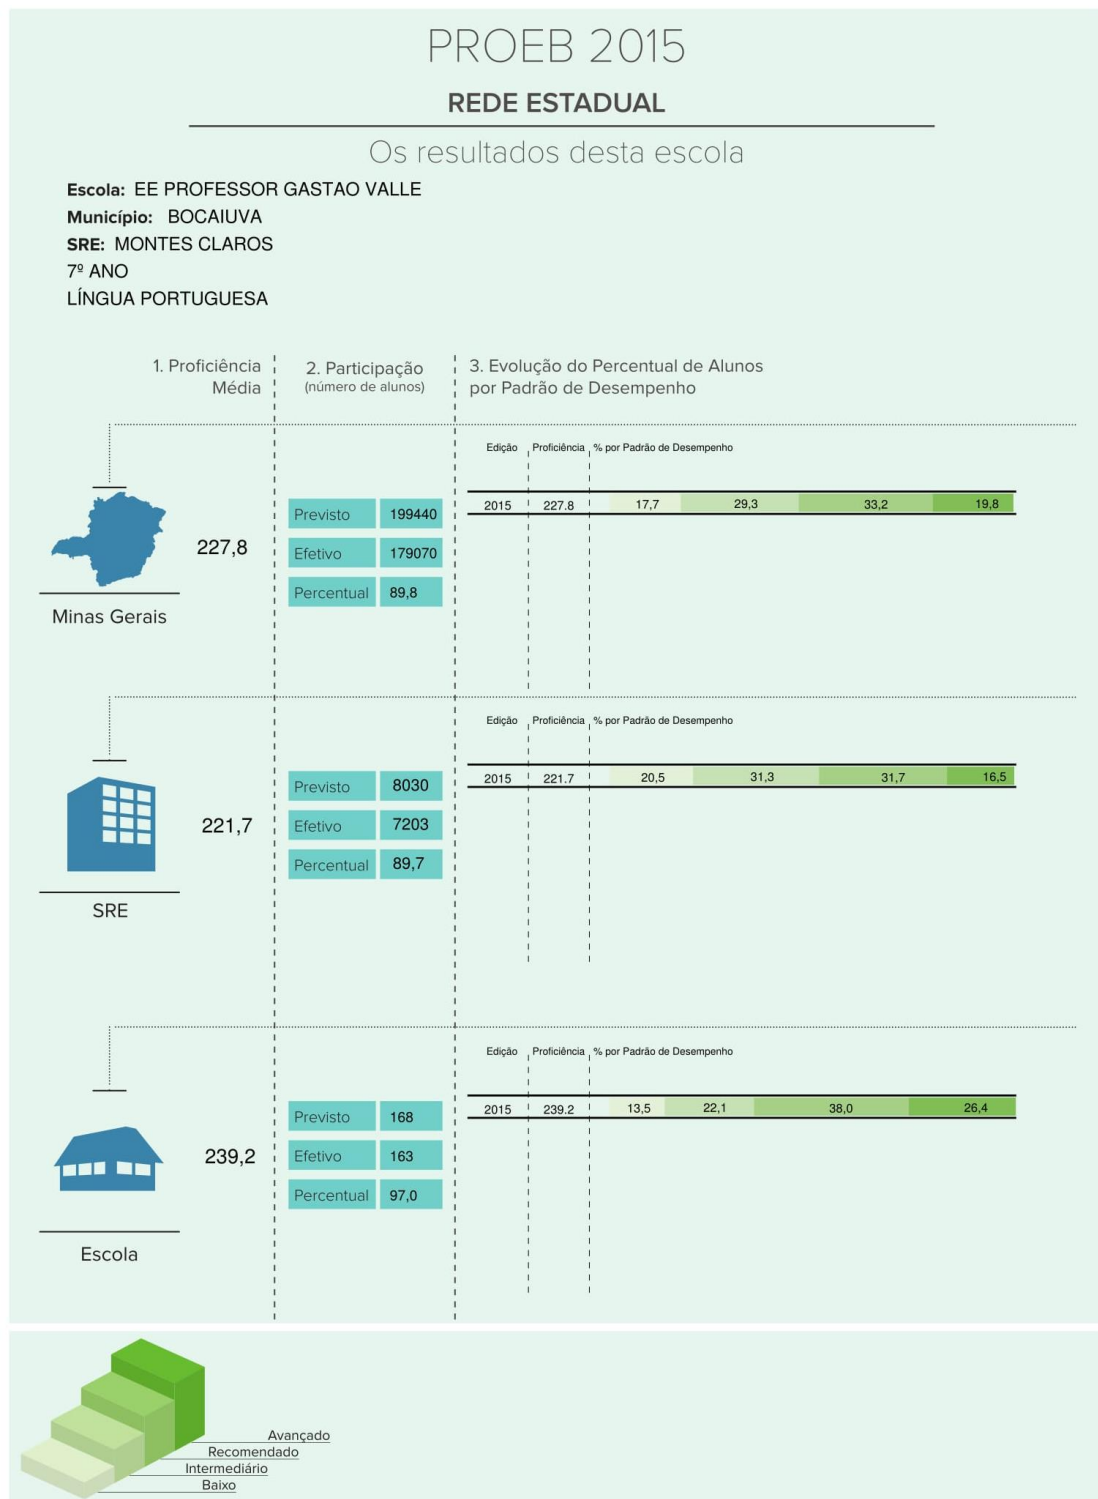 PROEB 2015
REDE ESTADUAL
Os resultados desta escola
Escola: EE PROFESSOR GASTAO VALLE
Município: BOCAIUVA
SRE: MONTES CLAROS
7º ANO
LÍNGUA PORTUGUESA
1. Proficiência
Média
2. Participação
(número de alunos)
3. Evolução do Percentual de Alunos
por Padrão de Desempenho
Edição Proficiência % por Padrão de Desempenho
2015 227.8 17,7 29,3 33,2 19,8
Previsto 199440
227,8
Efetivo 179070
Percentual 89,8
Minas Gerais
Edição Proficiência % por Padrão de Desempenho
2015 221.7 20,5 31,3 31,7 16,5
Previsto 8030
221,7
Efetivo 7203
Percentual 89,7
SRE
Edição Proficiência % por Padrão de Desempenho
2015 239.2 13,5 22,1 38,0 26,4
Previsto 168
239,2
Efetivo 163
Percentual 97,0
Escola
Avançado
Recomendado
Intermediário
Baixo